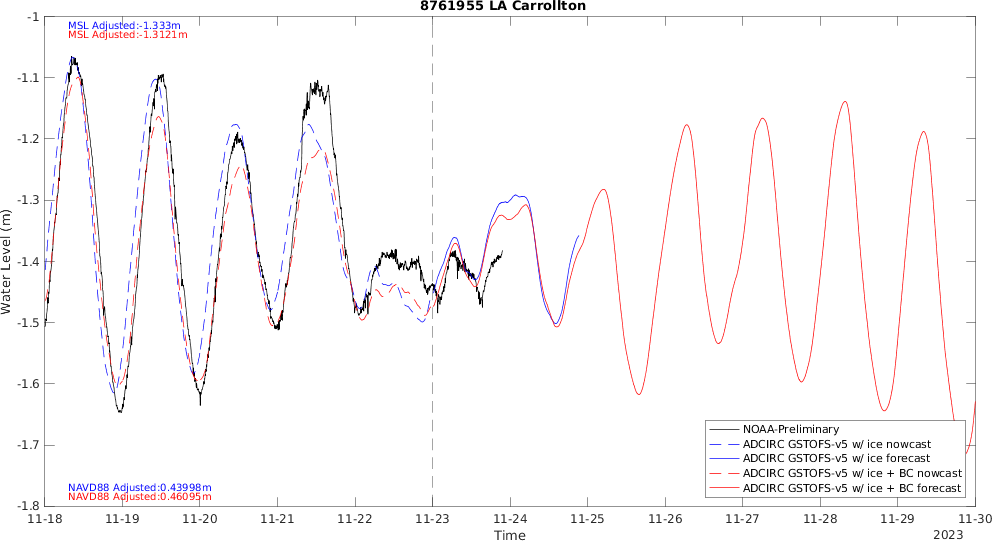 8761955 LA Carrollton
MSL Adjusted:-1.333m
MSL Adjusted:-1.3121m
-1
-1.1
-1.2
-1.3
-1.4
-1.5
-1.6
-1.7
-1.8
Water Level (m)
NAVD88 Adjusted:0.43998m
NAVD88 Adjusted:0.46095m
NOAA-Preliminary
ADCIRC GSTOFS-v5 w/ ice nowcast
ADCIRC GSTOFS-v5 w/ ice forecast
ADCIRC GSTOFS-v5 w/ ice + BC nowcast
ADCIRC GSTOFS-v5 w/ ice + BC forecast
11-18 11-19 11-20 11-21 11-22 11-23 11-24 11-25 11-26 11-27 11-28 11-29 11-30
Time
2023